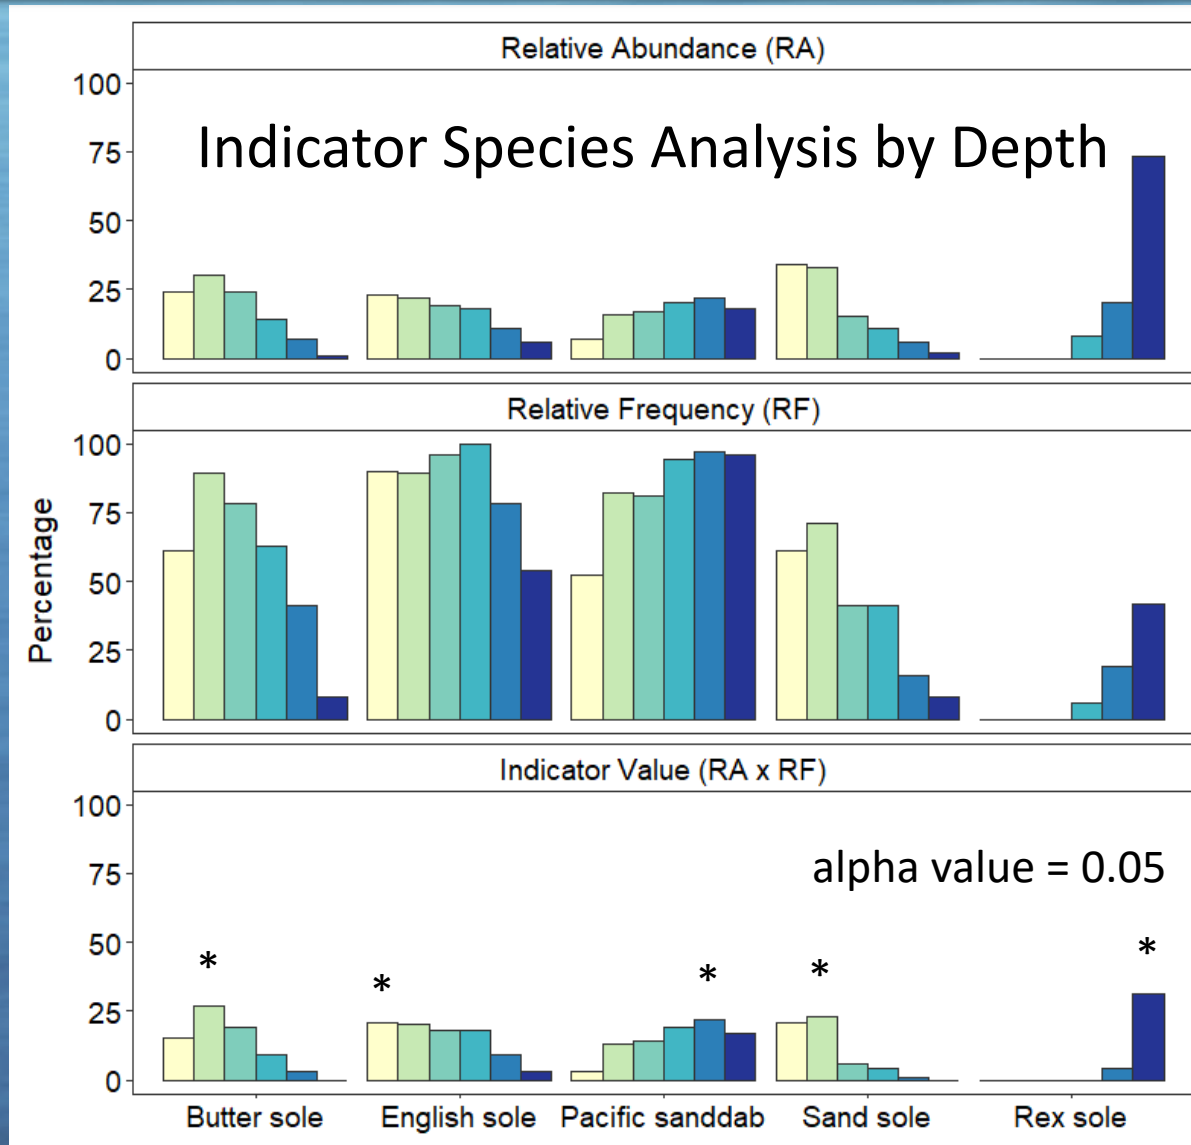 Relative Abundance (RA)
Indicator Species Analysis by Depth
100
75
50
25
0
Relative Frequency (RF)
Percentage
100
75
50
25
0
Indicator Value (RA x RF)
alpha value = 0.05
100
75
50
25
0
* * * * *
Butter sole English sole Pacific sanddab Sand sole Rex sole